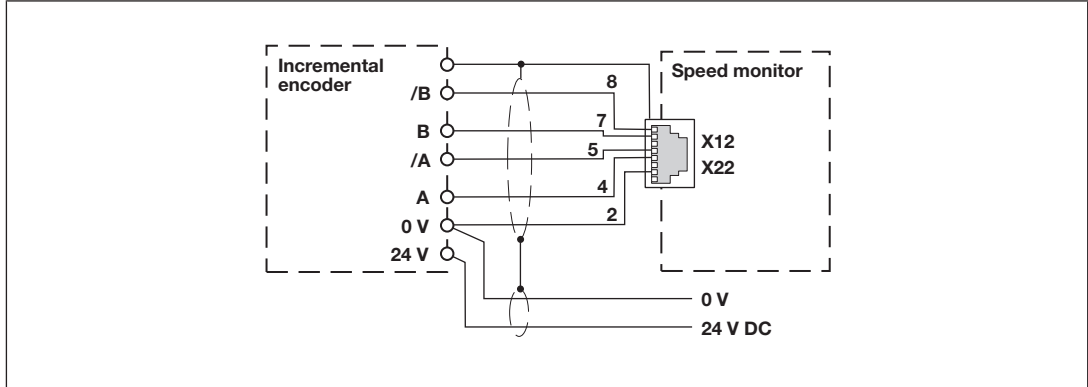 Incremental
encoder
Speed monitor
/B
8
B
7
/A
5
A
4
0 V
2
24 V
X12
X22
0 V
24 V DC